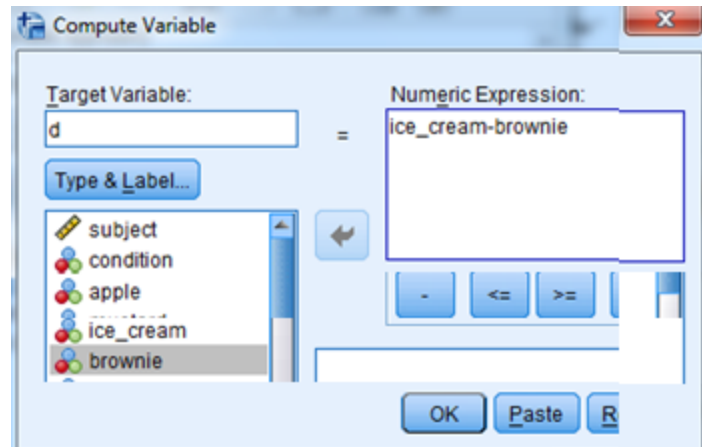 Compute Variable
Target Variable:
d
=
Numeric Expression:
ice_cream-brownie
Type & Label...
subject
condition
apple
ice_cream
brownie
- <= >=
OK Paste R